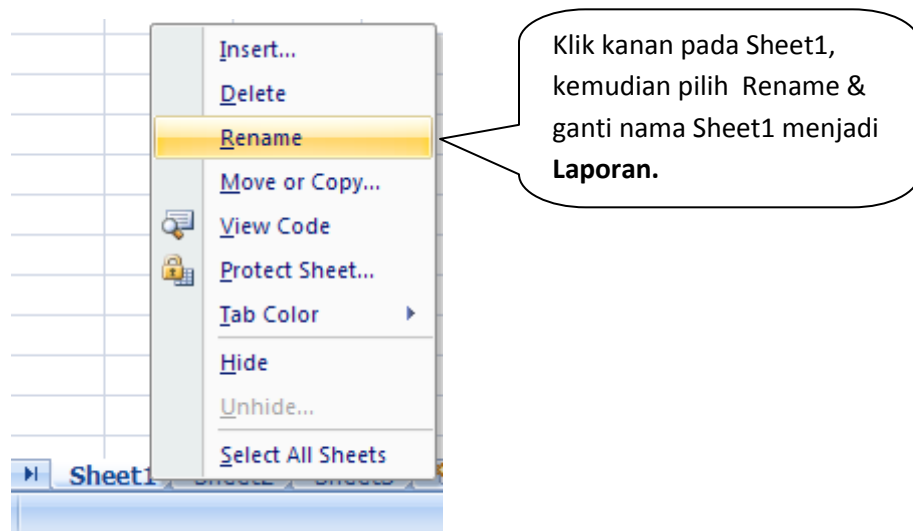 Insert...
Delete
Rename
Move or Copy...
View Code
Protect Sheet...
Tab Color
Hide
Unhide...
Select All Sheets
Sheet1
Klik kanan pada Sheet1,
kemudian pilih Rename &
ganti nama Sheet1 menjadi
Laporan.